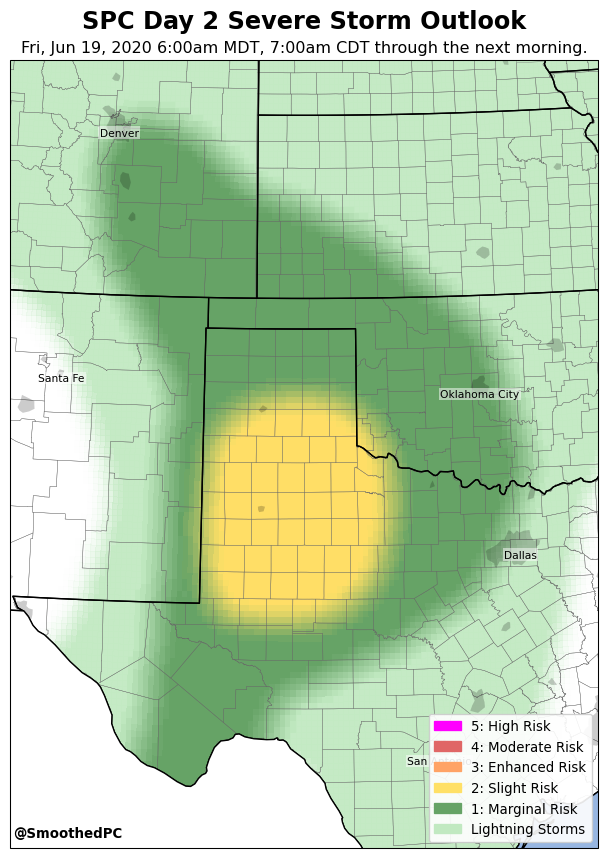 SPC Day 2 Severe Storm Outlook
Fri, Jun 19, 2020 6:00am MDT, 7:00am CDT through the next morning.
Denver
Santa Fe
Oklahoma City
Dallas
San
5: High Risk
4: Moderate Risk
3: Enhanced Risk
2: Slight Risk
1: Marginal Risk
Lightning Storms
@SmoothedPC